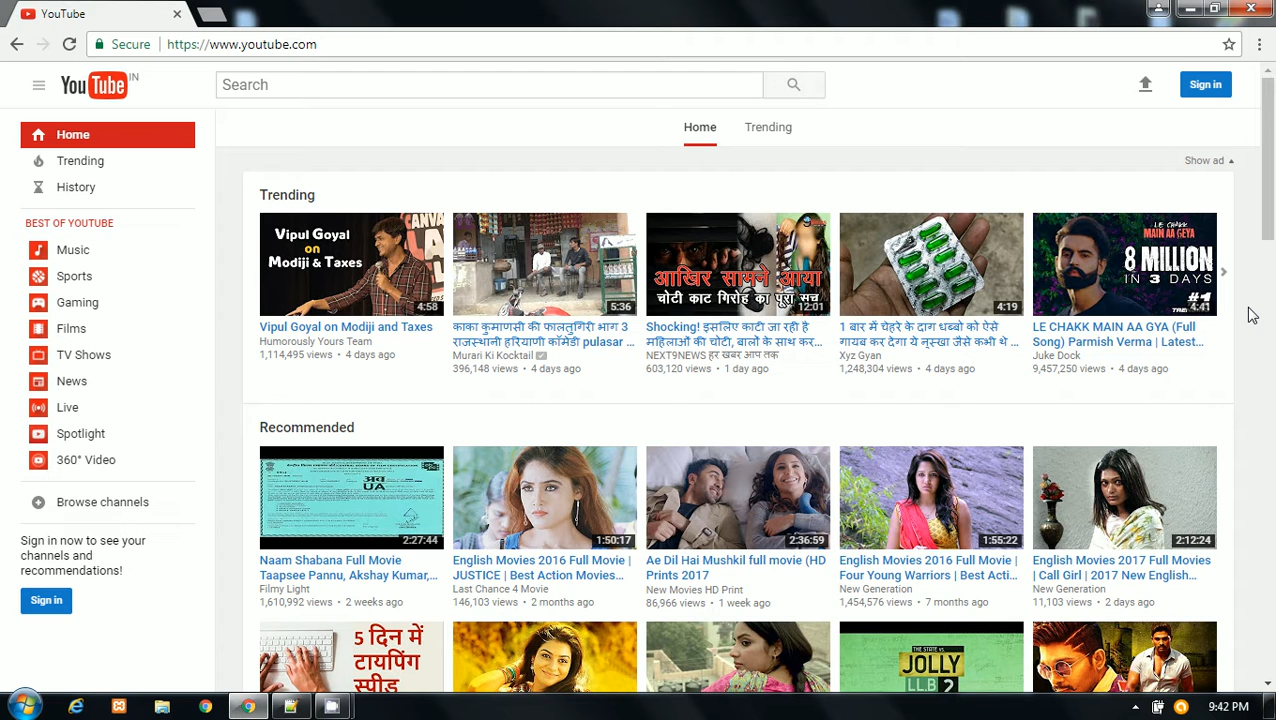 YouTube
Secure https://www.youtube.com
YouTube IN
Search
Sign in
Home
Trending
History
BEST OF YOUTUBE
Music
Sports
Gaming
Films
TV Shows
News
Live
Spotlight
360° Video
Browse channels
Sign in now to see your
channels and
recommendations!
Sign in
Home Trending
Show ad
Trending
Vipul Goyal
on
Modiji & Taxes
4:58
Vipul Goyal on Modiji and Taxes
Humorously Yours Team
1,114,495 views • 4 days ago
5:36
काका कुमाणसी की फालतुगिरी भाग 3
राजस्थानी हरियाणी कॉमेडी pulasar ...
Murari Ki Kocktail
396,148 views • 4 days ago
आखिर सामने आया
चोटी काट गिरोह का पूरा सच
12:01
Shocking! इसलिए काटी जा रही है
महिलाओं की चोटी, बालों के साथ कर...
NEXT9NEWS हर खबर आप तक
603,120 views • 1 day ago
4:19
1 बार में चेहरे के दाग धब्बो को ऐसे
गायब कर देगा ये नुस्खा जैसे कभी थे ...
Xyz Gyan
1,248,304 views • 4 days ago
LE CHAKK
MAIN AA GEYA
8 MILLION
IN 3 DAYS
#1
4:41
LE CHAKK MAIN AA GYA (Full
Song) Parmish Verma | Latest...
Juke Dock
9,457,250 views • 4 days ago
Recommended
अव
UA
2:27:44
Naam Shabana Full Movie
Taapsee Pannu, Akshay Kumar,...
Filmy Light
1,610,992 views • 2 weeks ago
1:50:17
English Movies 2016 Full Movie |
JUSTICE | Best Action Movies...
Last Chance 4 Movie
146,103 views • 2 months ago
2:36:59
Ae Dil Hai Mushkil full movie (HD
Prints 2017
New Movies HD Print
86,966 views • 1 week ago
1:55:22
English Movies 2016 Full Movie |
Four Young Warriors | Best Acti...
New Generation
1,454,576 views • 7 months ago
2:12:24
English Movies 2017 Full Movies
| Call Girl | 2017 New English...
New Generation
11,103 views • 2 days ago
5 दिन में
टायपिंग
स्पीड
THE STATE vs.
JOLLY
LL.B 2
9:42 PM